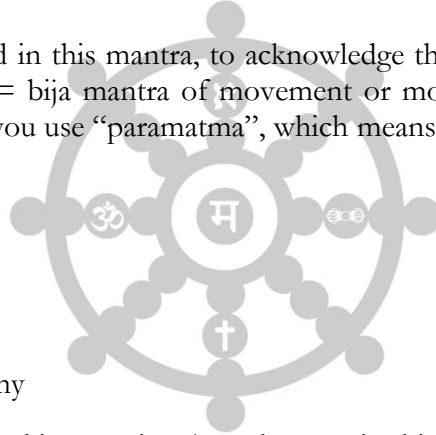 d in this mantra, to acknowledge th
= bija mantra of movement or mo
you use “paramatma”, which means
ॐ
म
ny